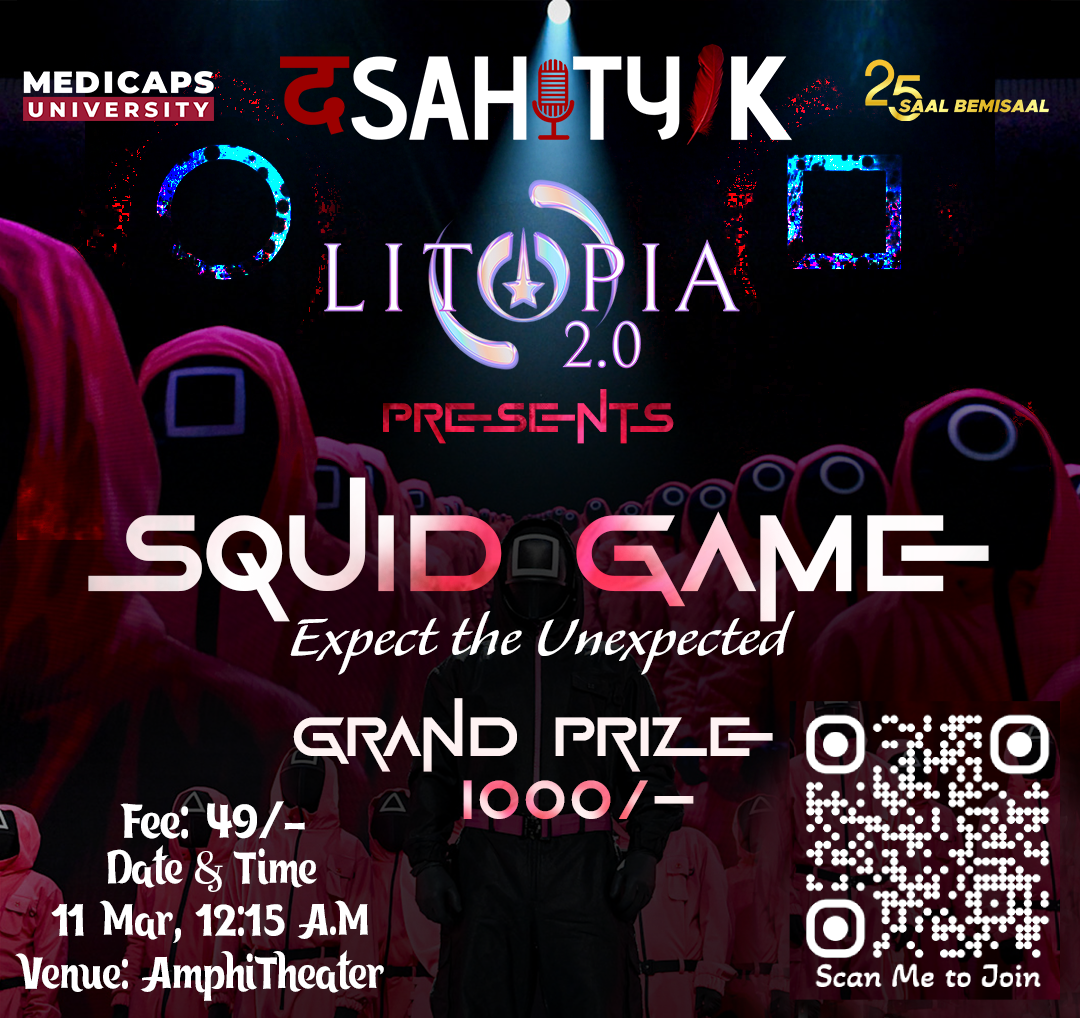 MEDICAPS
UNIVERSITY
दSAHITYIK
25 SAAL BEMISAAL
LITOPIA
2.0
PRESENTS
SQUID GAME
Expect the Unexpected
GRAND PRIZE
1000/-
Fee: 49/-
Date & Time
11 Mar, 12:15 A.M
Venue: AmphiTheater
Scan Me to Join